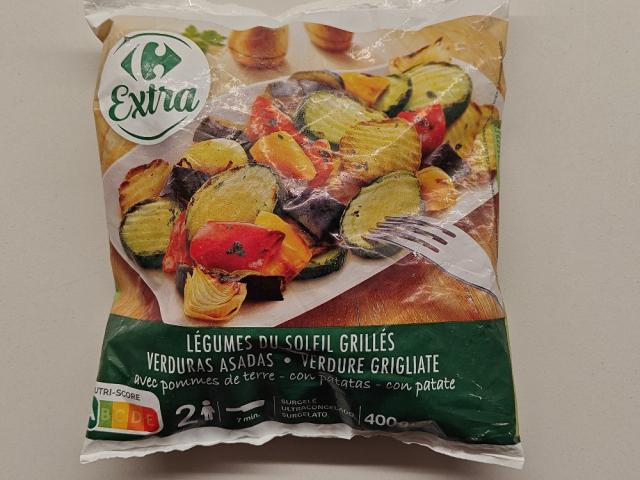 Extra
LÉGUMES DU SOLEIL GRILLÉS
VERDURAS ASADAS • VERDURE GRIGLIATE
avec pommes de terre - con patatas - con patate
NUTRI-SCORE
A B C D E
2
7 min.
SURGELÉ
ULTRACONGELADO
SURGELATO
400g